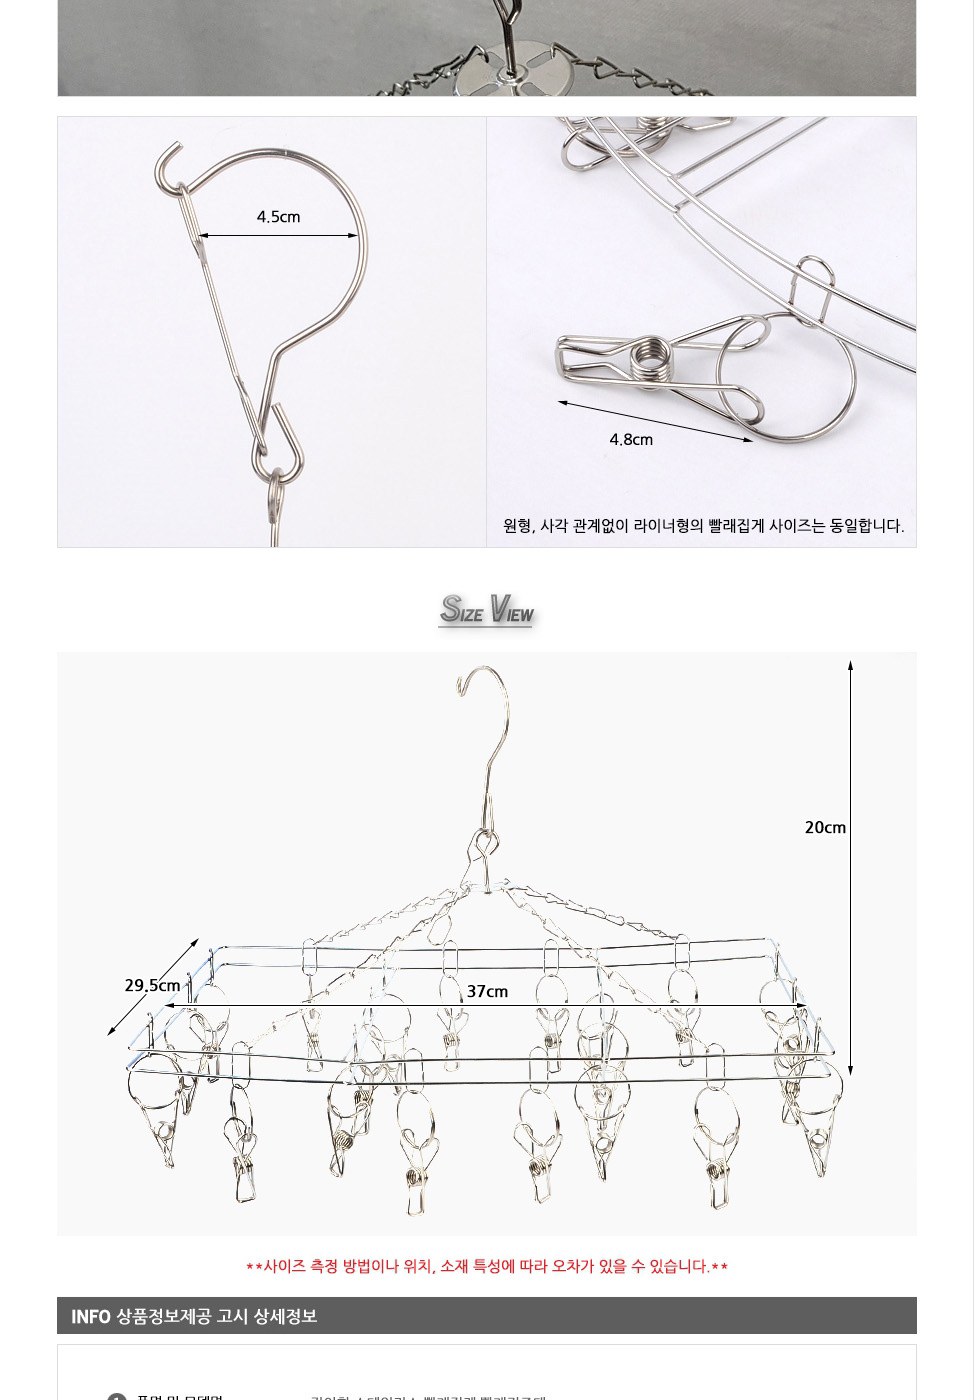 4.5cm
4.8cm
원형, 사각 관계없이 라이너형의 빨래집게 사이즈는 동일합니다.
SIZE VIEW
20cm
29.5cm
37cm
**사이즈 측정 방법이나 위치, 소재 특성에 따라 오차가 있을 수 있습니다.**
INFO 상품정보제공 고시 상세정보